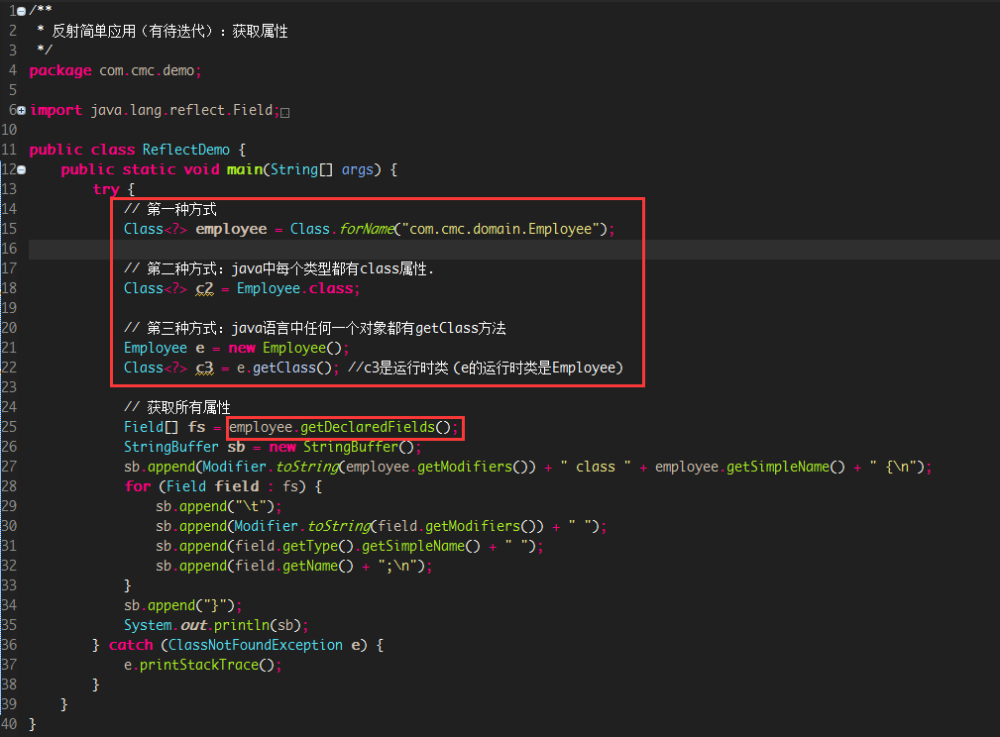 1 /**
2  * 反射简单应用（有待迭代）：获取属性
3  */
4 package com.cmc.demo;
5
6 import java.lang.reflect.Field;
10
11 public class ReflectDemo {
12     public static void main(String[] args) {
13         try {
14             // 第一种方式
15             Class<?> employee = Class.forName("com.cmc.domain.Employee");
16
17             // 第二种方式：java中每个类型都有class属性.
18             Class<?> c2 = Employee.class;
19
20             // 第三种方式：java语言中任何一个对象都有getClass方法
21             Employee e = new Employee();
22             Class<?> c3 = e.getClass(); //c3是运行时类 (e的运行时类是Employee)
23
24             // 获取所有属性
25             Field[] fs = employee.getDeclaredFields();
26             StringBuffer sb = new StringBuffer();
27             sb.append(Modifier.toString(employee.getModifiers()) + " class " + employee.getSimpleName() + " {\n");
28             for (Field field : fs) {
29                 sb.append("\t");
30                 sb.append(Modifier.toString(field.getModifiers()) + " ");
31                 sb.append(field.getType().getSimpleName() + " ");
32                 sb.append(field.getName() + ";\n");
33             }
34             sb.append("}");
35             System.out.println(sb);
36         } catch (ClassNotFoundException e) {
37             e.printStackTrace();
38         }
39     }
40 }